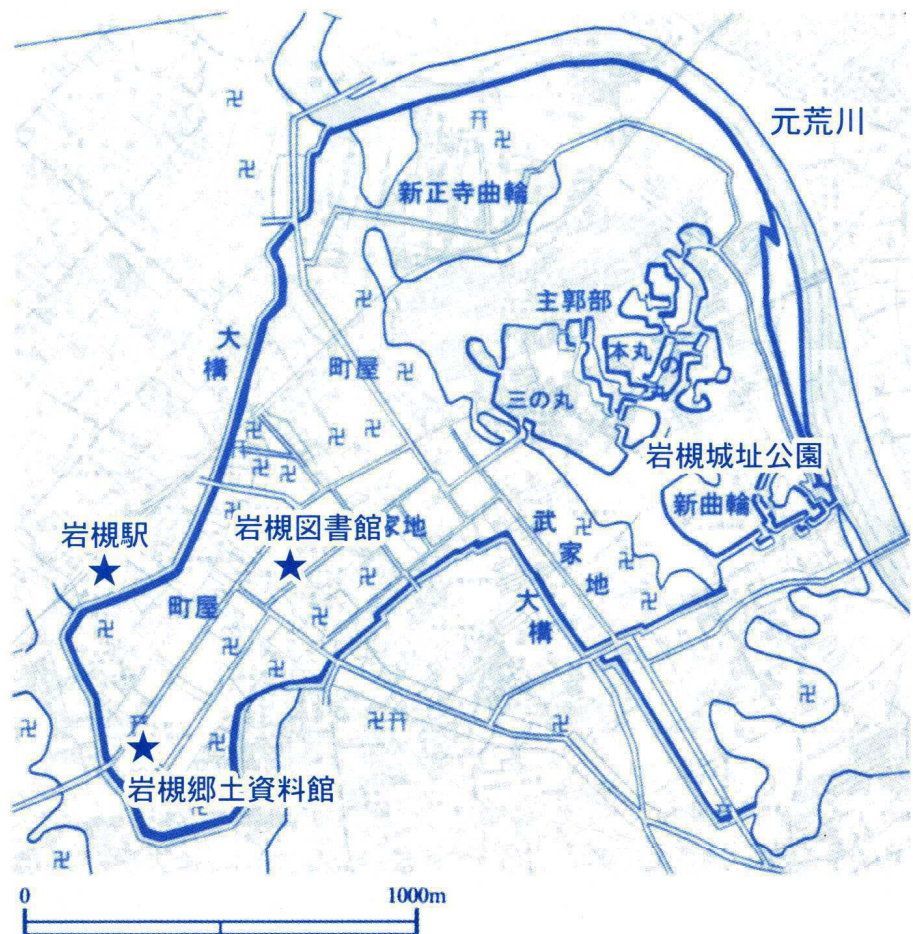 元荒川
新正寺曲輪
主郭部
大構
町屋
本丸
の丸
三の丸
岩槻城址公園
新曲輪
岩槻駅
岩槻図書館
家地
武家地
町屋
大構
岩槻郷土資料館
0 1000m